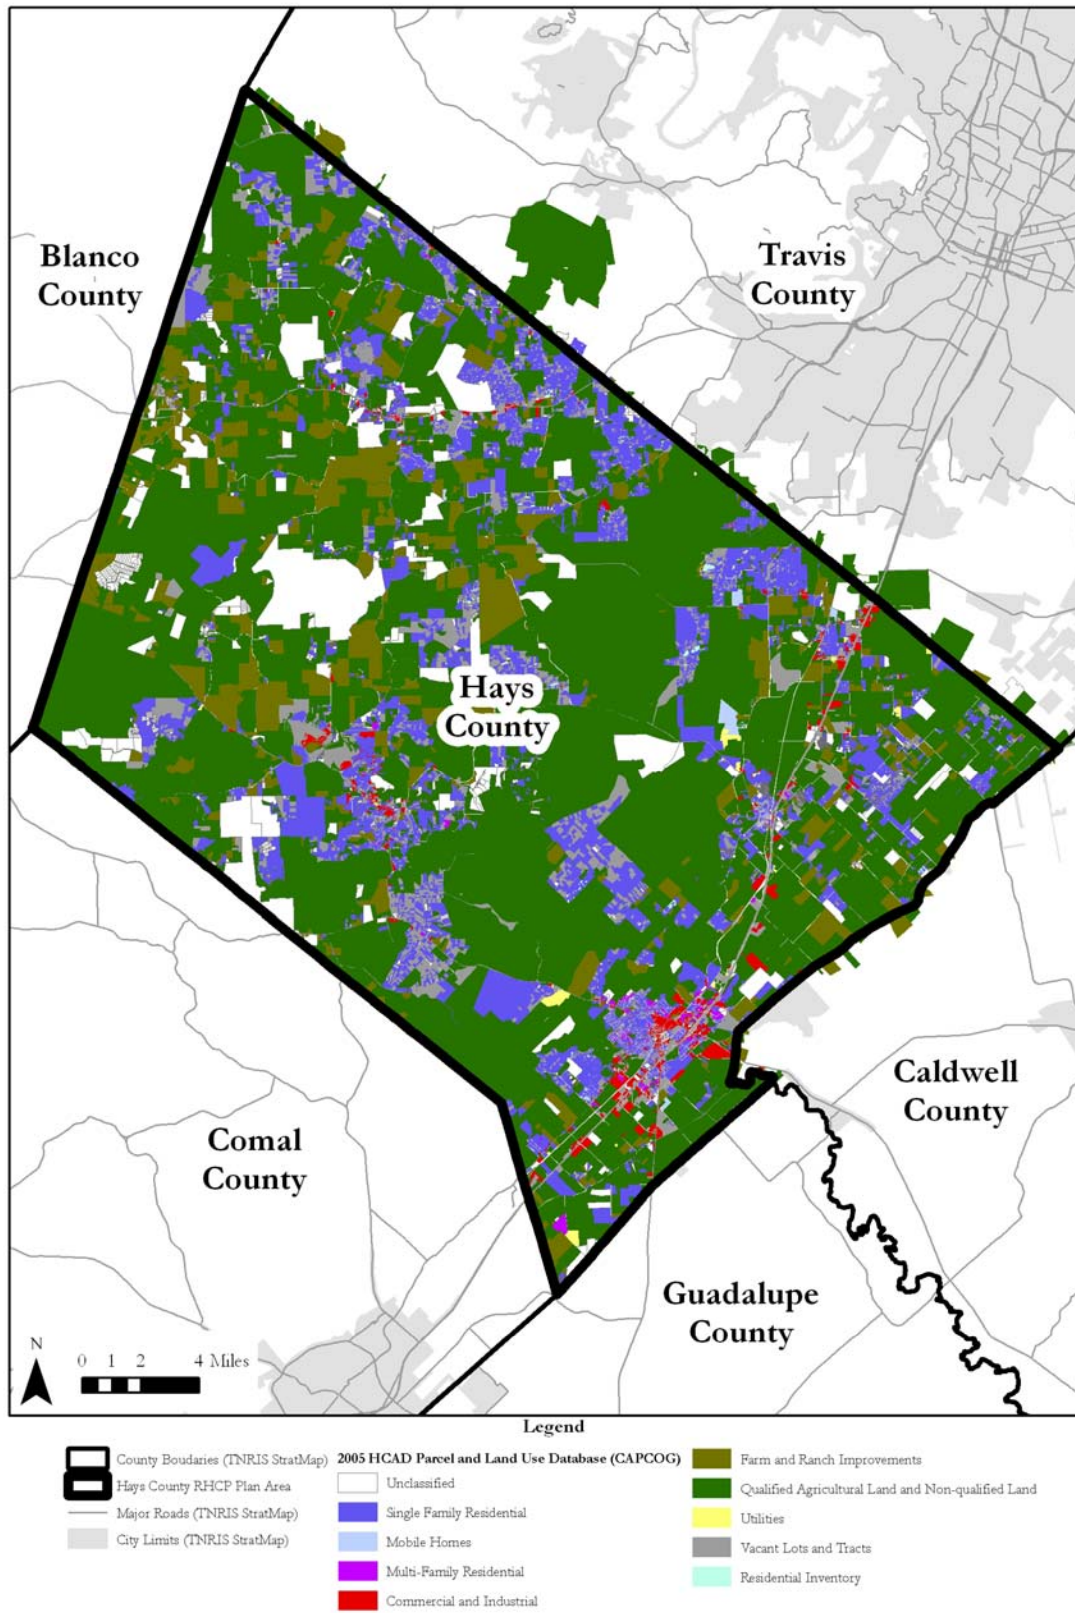 Blanco
County
Travis
County
Hays
County
Caldwell
County
Comal
County
Guadalupe
County
N
0 1 2 4 Miles
Legend
County Boudaries (TNRIS StratMap)
Hays County RHCP Plan Area
Major Roads (TNRIS StratMap)
City Limits (TNRIS StratMap)
2005 HCAD Parcel and Land Use Database (CAPCOG)
Unclassified
Single Family Residential
Mobile Homes
Multi-Family Residential
Commercial and Industrial
Farm and Ranch Improvements
Qualified Agricultural Land and Non-qualified Land
Utilities
Vacant Lots and Tracts
Residential Inventory